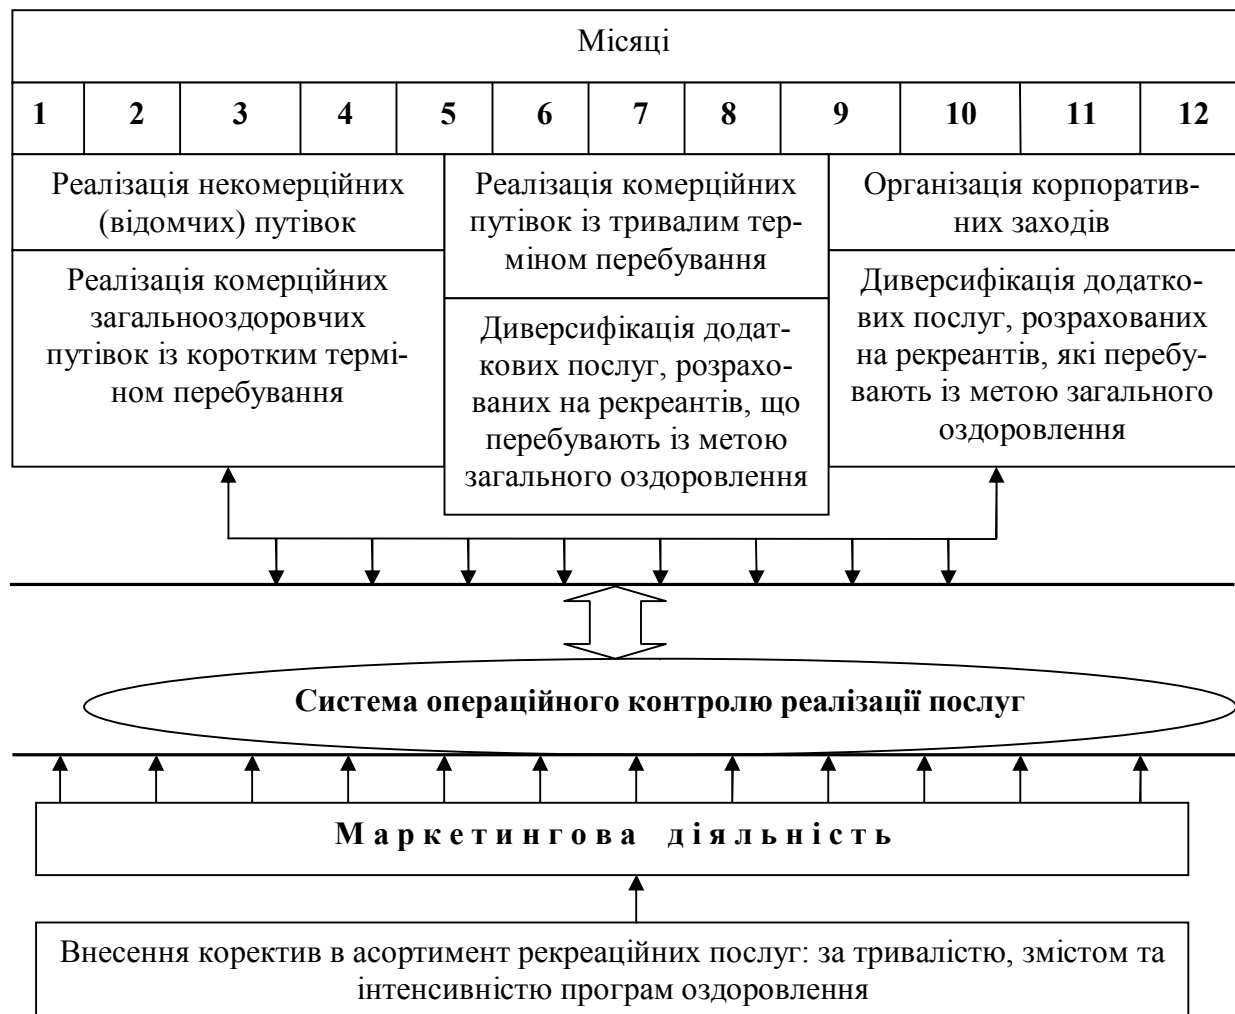 Місяці
1 2 3 4 5 6 7 8 9 10 11 12
Реалізація некомерційних
(відомчих) путівок
Реалізація комерційних
загальнооздоровчих
путівок із коротким термі-
ном перебування
Реалізація комерційних
путівок із тривалим тер-
міном перебування
Диверсифікація додат-
кових послуг, розрахо-
ваних на рекреантів, що
перебувають із метою
загального оздоровлення
Організація корпоратив-
них заходів
Диверсифікація додатко-
вих послуг, розрахованих
на рекреантів, які перебу-
вають із метою загального
оздоровлення
Система операційного контролю реалізації послуг
Маркетингова діяльність
Внесення коректив в асортимент рекреаційних послуг: за тривалістю, змістом та
інтенсивністю програм оздоровлення